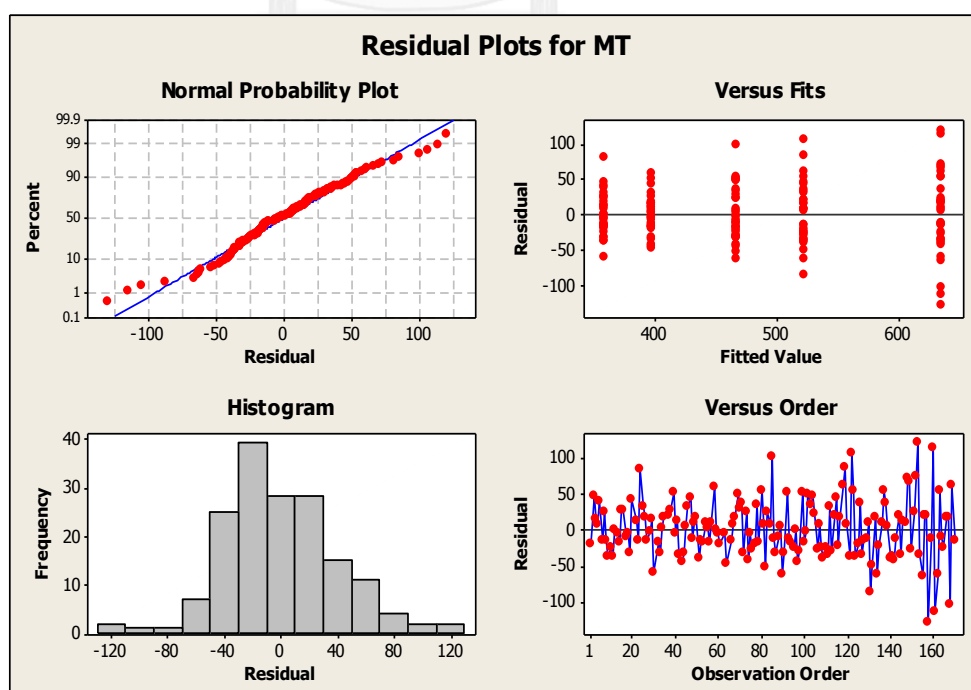 Residual Plots for MT
Normal Probability Plot
99.9
99
90
50
10
1
0.1
Percent
-100 -50 0 50 100
Residual
Versus Fits
100
50
0
-50
-100
Residual
400 500 600
Fitted Value
Histogram
40
30
20
10
0
Frequency
-120 -80 -40 0 40 80 120
Residual
Versus Order
100
50
0
-50
-100
Residual
1 20 40 60 80 100 120 140 160
Observation Order